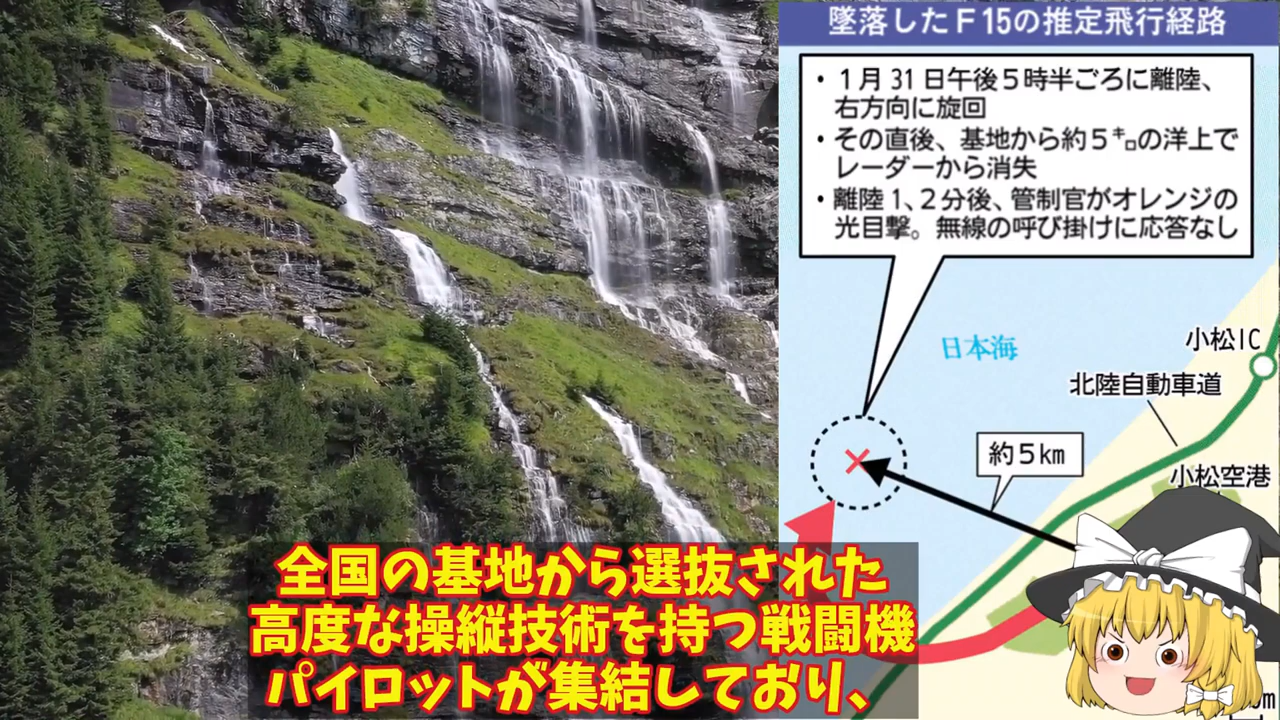 墜落したF15の推定飛行経路
・1月31日午後5時半ごろに離陸、
右方向に旋回
・その直後、基地から約5㌔の洋上で
レーダーから消失
・離陸1、2分後、管制官がオレンジの
光目撃。無線の呼び掛けに応答なし
日本海
小松IC
北陸自動車道
約5km
小松空港
全国の基地から選抜された
高度な操縦技術を持つ戦闘機
パイロットが集結しており、